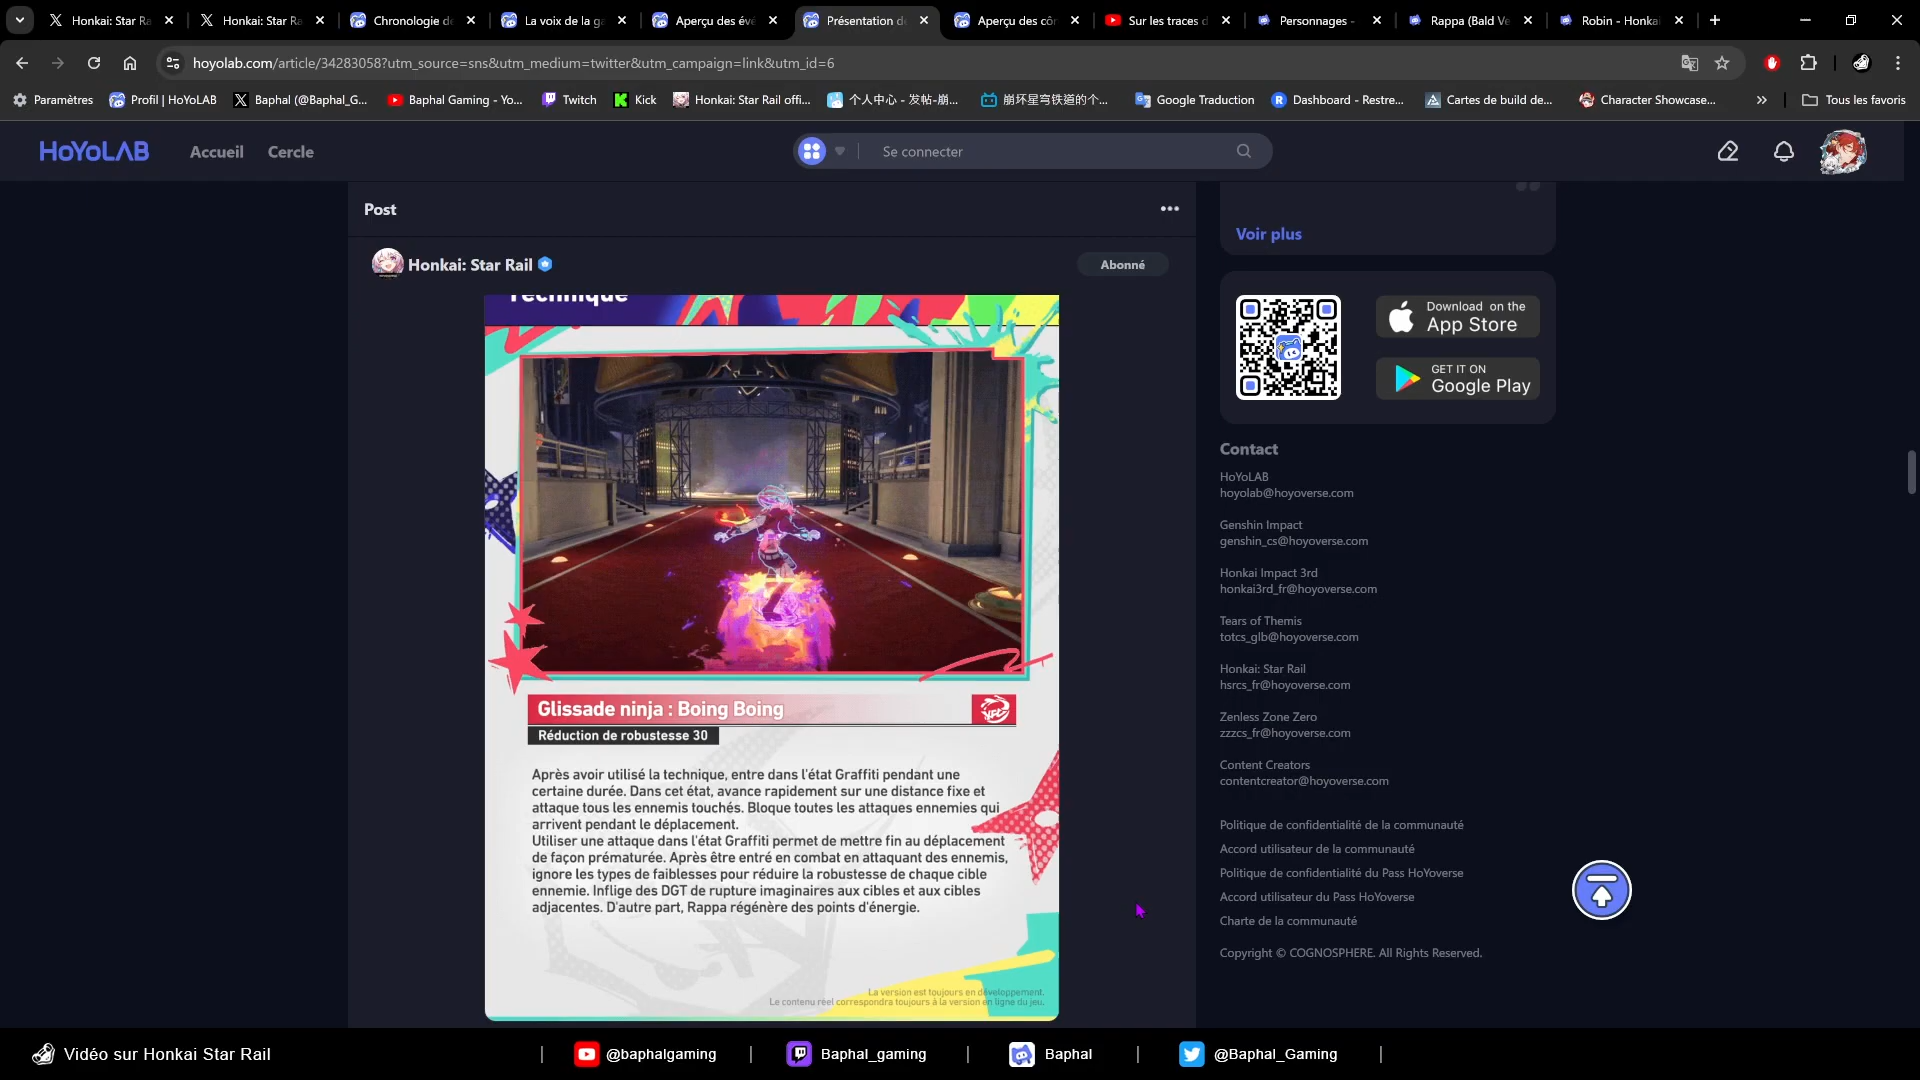 Honkai: Star Ra
Honkai: Star Ra
Chronologie de
La voix de la ga
Aperçu des évé
Présentation de
Aperçu des côn
Sur les traces d
Personnages -
Rappa (Bald Ve
Robin - Honkai
hoyolab.com/article/34283058?utm_source=sns&utm_medium=twitter&utm_campaign=link&utm_id=6
Paramètres
Profil | HoYoLAB
Baphal (@Baphal_G...
Baphal Gaming - Yo...
Twitch
Kick
Honkai: Star Rail offi...
个人中心 - 发帖-崩...
崩坏星穹铁道的个...
Google Traduction
Dashboard - Restre...
Cartes de build de...
Character Showcase...
Tous les favoris
HoYoLAB
Accueil
Cercle
Se connecter
Post
Honkai: Star Rail
Abonné
Technique
Glissade ninja : Boing Boing
Réduction de robustesse 30
Après avoir utilisé la technique, entre dans l'état Graffiti pendant une
certaine durée. Dans cet état, avance rapidement sur une distance fixe et
attaque tous les ennemis touchés. Bloque toutes les attaques ennemies qui
arrivent pendant le déplacement.
Utiliser une attaque dans l'état Graffiti permet de mettre fin au déplacement
de façon prématurée. Après être entré en combat en attaquant des ennemis,
ignore les types de faiblesses pour réduire la robustesse de chaque cible
ennemie. Inflige des DGT de rupture imaginaires aux cibles et aux cibles
adjacentes. D'autre part, Rappa régénère des points d'énergie.
La version est toujours en développement.
Le contenu réel correspondra toujours à la version en ligne du jeu.
Voir plus
Download on the
App Store
GET IT ON
Google Play
Contact
HoYoLAB
hoyolab@hoyoverse.com
Genshin Impact
genshin_cs@hoyoverse.com
Honkai Impact 3rd
honkai3rd_fr@hoyoverse.com
Tears of Themis
totcs_glb@hoyoverse.com
Honkai: Star Rail
hsrcs_fr@hoyoverse.com
Zenless Zone Zero
zzzcs_fr@hoyoverse.com
Content Creators
contentcreator@hoyoverse.com
Politique de confidentialité de la communauté
Accord utilisateur de la communauté
Politique de confidentialité du Pass HoYoverse
Accord utilisateur du Pass HoYoverse
Charte de la communauté
Copyright © COGNOSPHERE. All Rights Reserved.
Vidéo sur Honkai Star Rail
@baphalgaming
Baphal_gaming
Baphal
@Baphal_Gaming